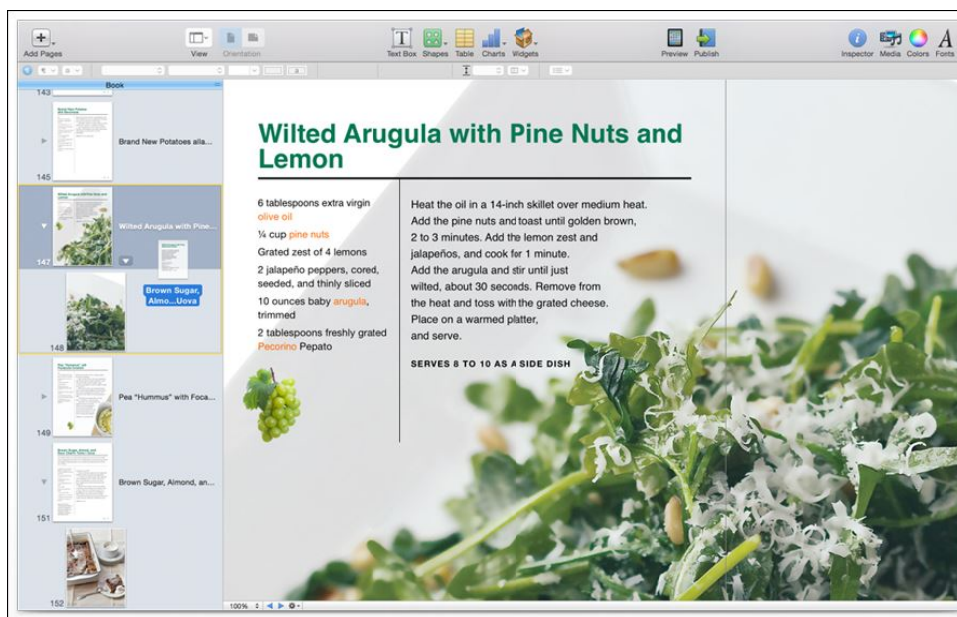 Add Pages
View
Orientation
Text Box
Shapes
Table
Charts
Widgets
Preview
Publish
Inspector
Media
Colors
Fonts
Book
143
Brand New Potatoes alla...
145
Wilted Arugula with Pine...
147
Brown Sugar,
Almo...Uova
148
Pea "Hummus" with Foca...
149
Brown Sugar, Almond, an...
151
152
Wilted Arugula with Pine Nuts and
Lemon
6 tablespoons extra virgin
olive oil
¼ cup pine nuts
Grated zest of 4 lemons
2 jalapeño peppers, cored,
seeded, and thinly sliced
10 ounces baby arugula,
trimmed
2 tablespoons freshly grated
Pecorino Pepato
Heat the oil in a 14-inch skillet over medium heat.
Add the pine nuts and toast until golden brown,
2 to 3 minutes. Add the lemon zest and
jalapeños, and cook for 1 minute.
Add the arugula and stir until just
wilted, about 30 seconds. Remove from
the heat and toss with the grated cheese.
Place on a warmed platter,
and serve.
SERVES 8 TO 10 AS A SIDE DISH
100%